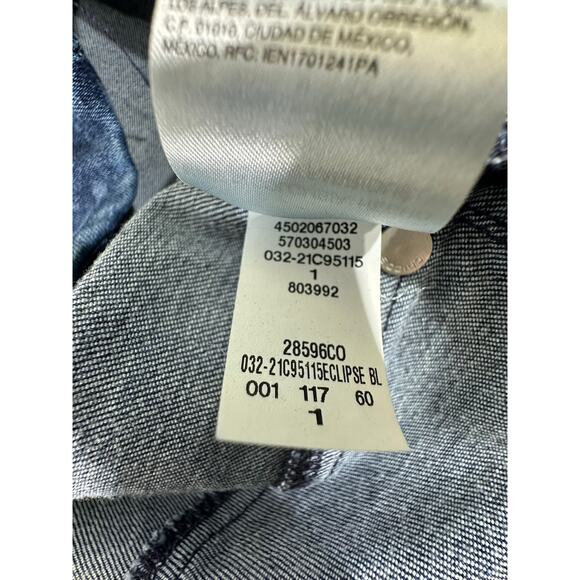 LOS ALPES, DEL. ÁLVARO OBREGÓN,
C.P. 01010, CIUDAD DE MÉXICO,
MÉXICO, RFC: IEN1701241PA
4502067032
570304503
032-21C95115
1
803992
28596CO
032-21C95115ECLIPSE BL
001 117 60
1